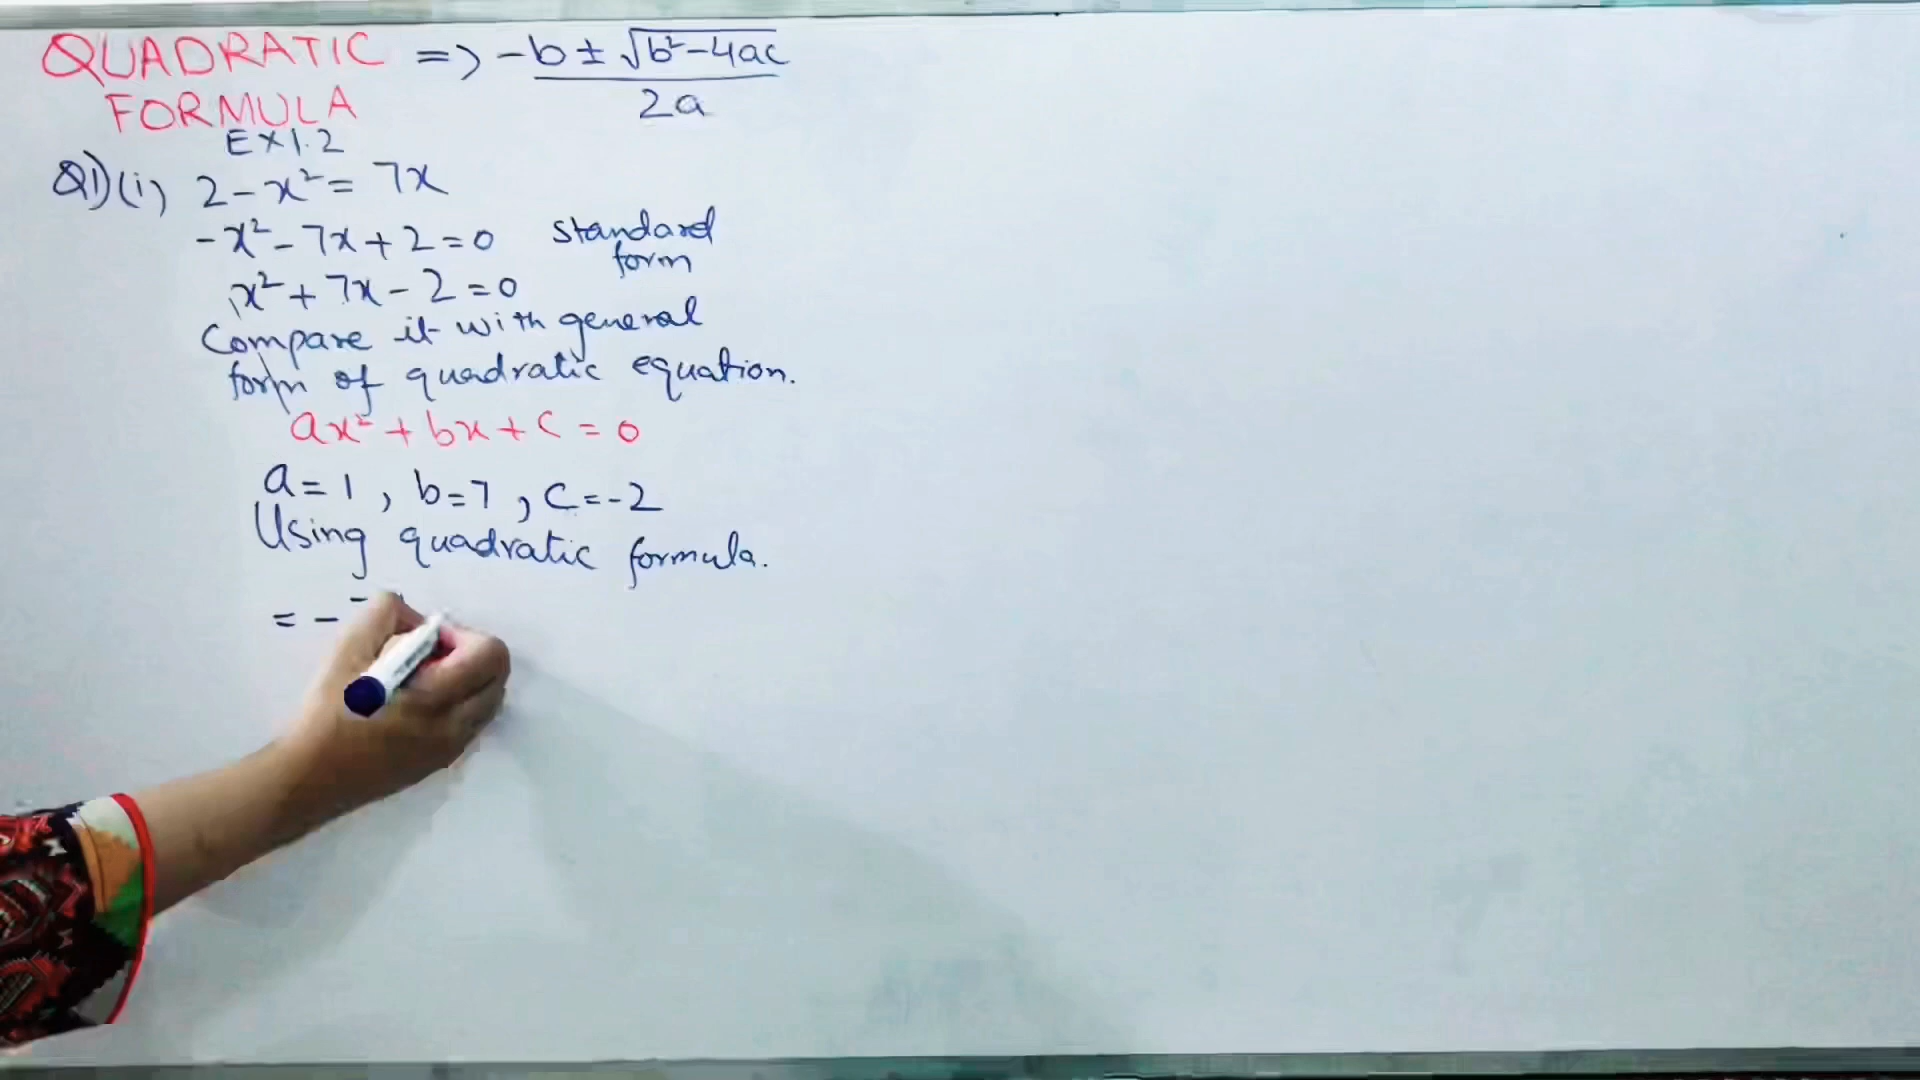 QUADRATIC => -b ± √b²-4ac
FORMULA 2a
EX 1.2
Q1)(i) 2 - x² = 7x
-x² - 7x + 2 = 0 standard
form
x² + 7x - 2 = 0
Compare it with general
form of quadratic equation.
ax² + bx + c = 0
a = 1 , b = 7 , c = -2
Using quadratic formula.
= -